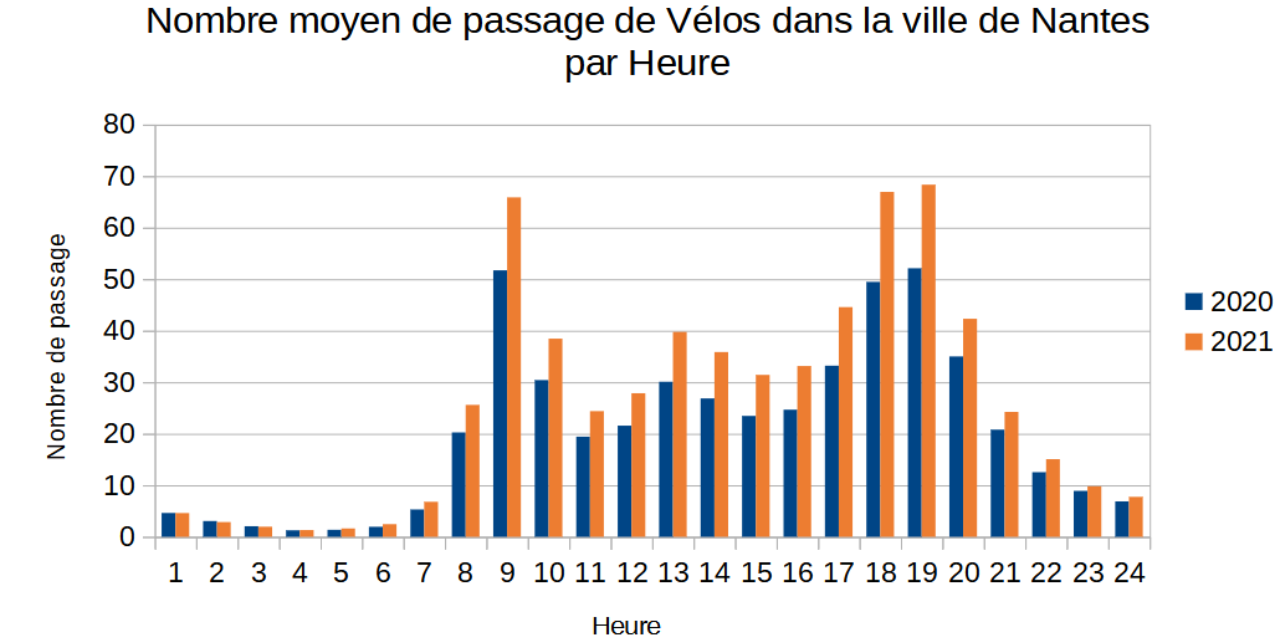 Nombre moyen de passage de Vélos dans la ville de Nantes
par Heure
80
70
60
50
40
30
20
10
0
Nombre de passage
1 2 3 4 5 6 7 8 9 10 11 12 13 14 15 16 17 18 19 20 21 22 23 24
Heure
2020
2021